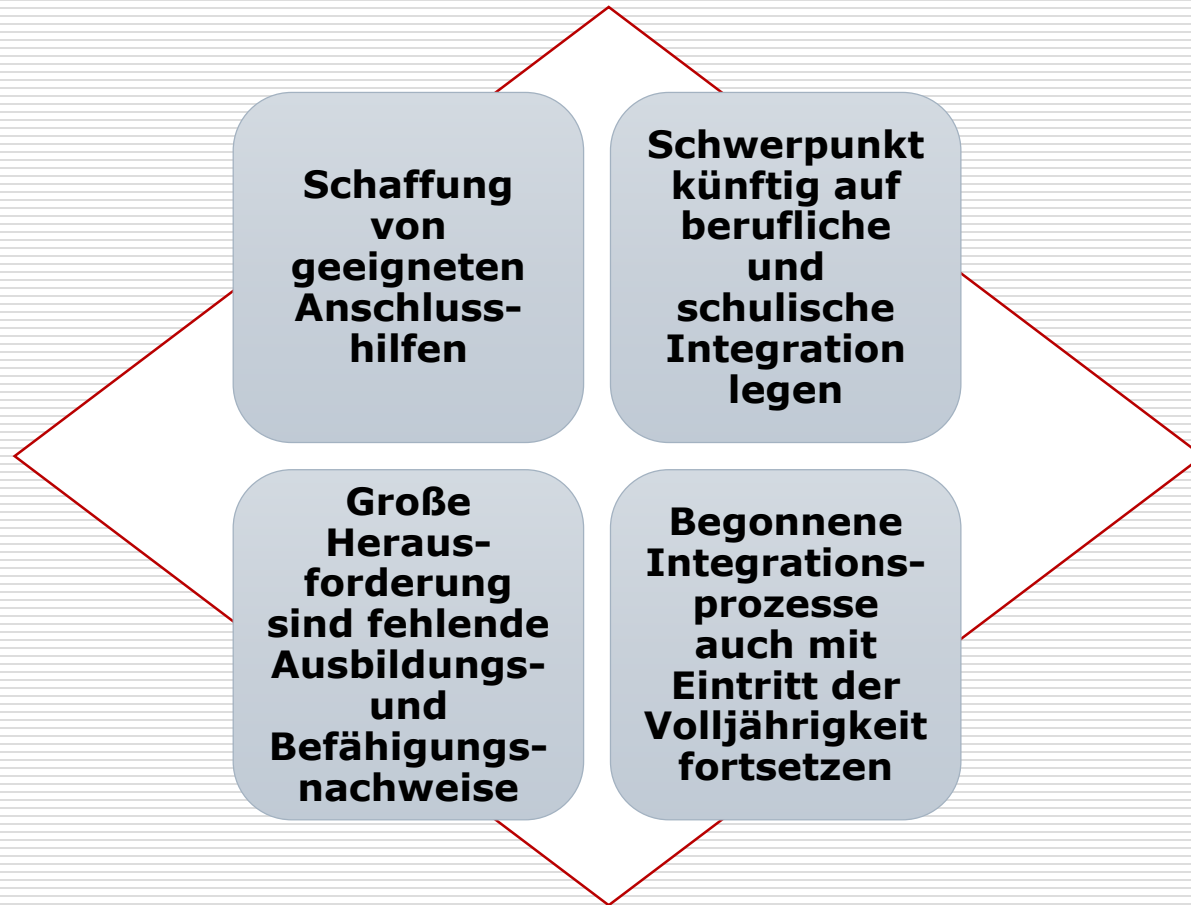 Schaffung
von
geeigneten
Anschluss-
hilfen
Schwerpunkt
künftig auf
berufliche
und
schulische
Integration
legen
Große
Heraus-
forderung
sind fehlende
Ausbildungs-
und
Befähigungs-
nachweise
Begonnene
Integrations-
prozesse
auch mit
Eintritt der
Volljährigkeit
fortsetzen